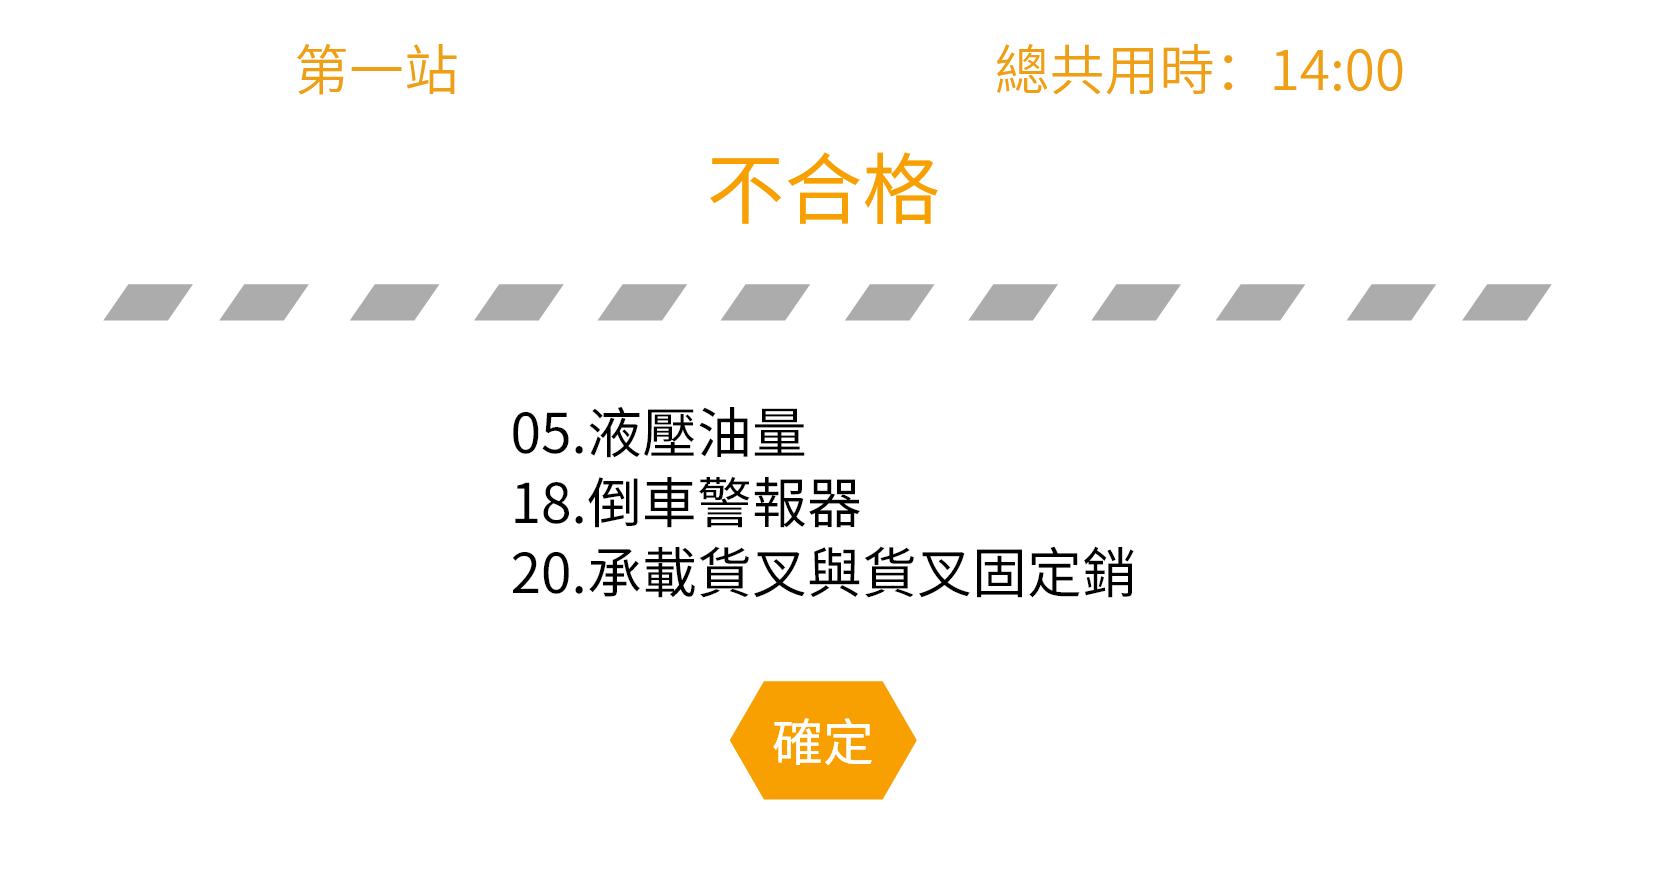 第一站
總共用時：14:00
不合格
05.液壓油量
18.倒車警報器
20.承載貨叉與貨叉固定銷
確定